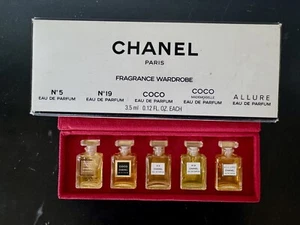 CHANEL
PARIS
FRAGRANCE WARDROBE
N°5
EAU DE PARFUM
N°19
EAU DE PARFUM
COCO
EAU DE PARFUM
COCO
MADEMOISELLE
EAU DE PARFUM
ALLURE
EAU DE PARFUM
3.5 ml 0.12 FL. OZ. EACH